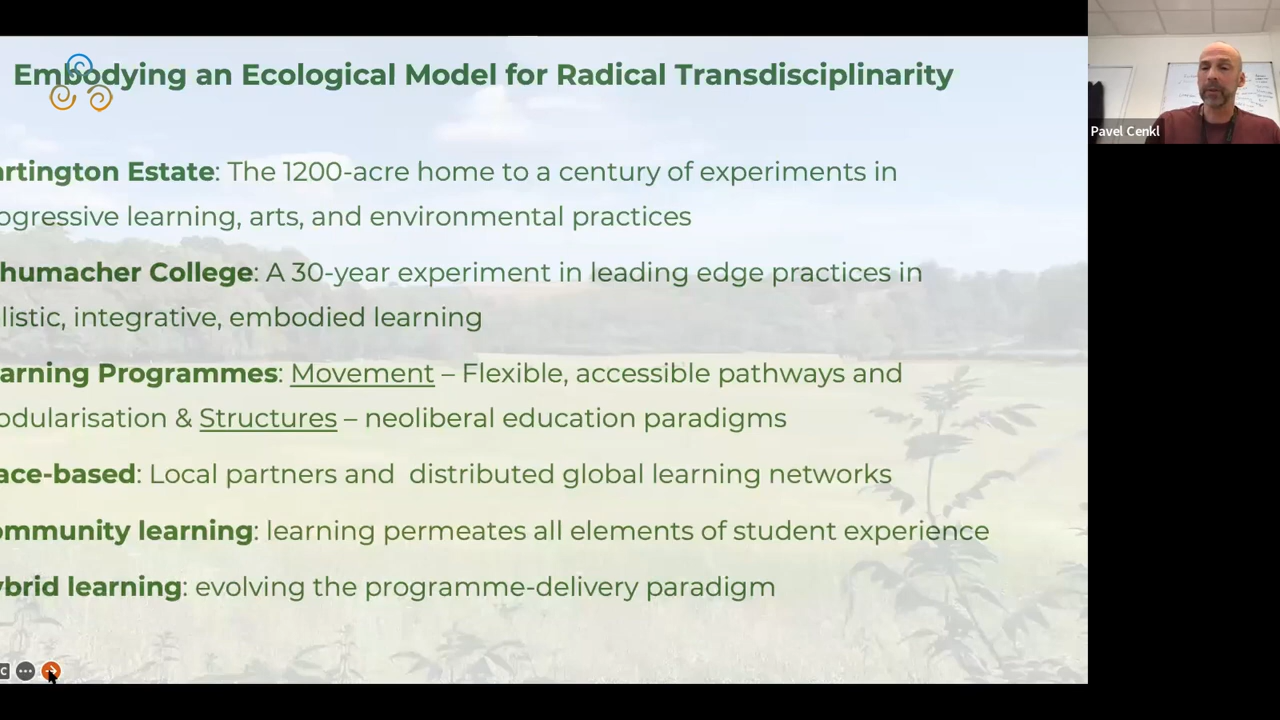 Embodying an Ecological Model for Radical Transdisciplinarity
Pavel Cenkl
artington Estate: The 1200-acre home to a century of experiments in
ogressive learning, arts, and environmental practices
humacher College: A 30-year experiment in leading edge practices in
listic, integrative, embodied learning
arning Programmes: Movement – Flexible, accessible pathways and
odularisation & Structures – neoliberal education paradigms
ace-based: Local partners and distributed global learning networks
ommunity learning: learning permeates all elements of student experience
ybrid learning: evolving the programme-delivery paradigm